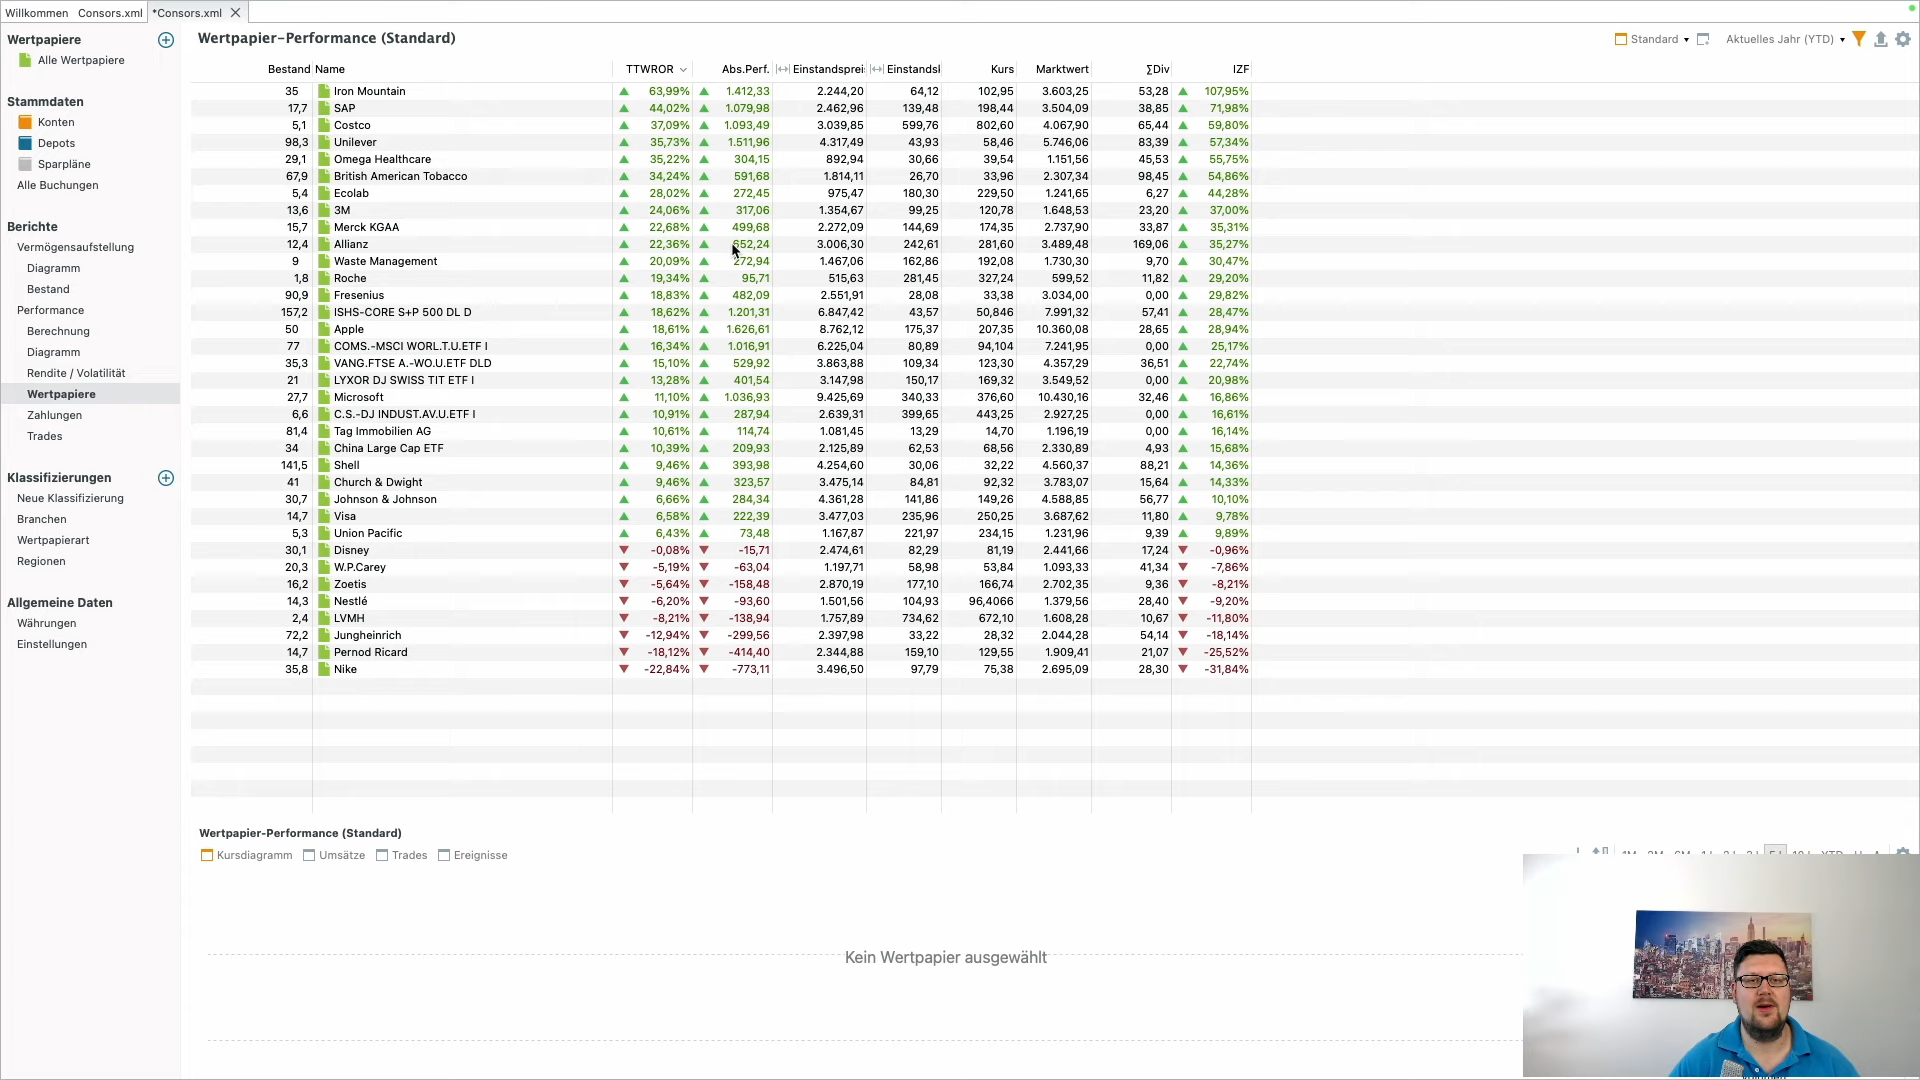 Willkommen Consors.xml *Consors.xml
Wertpapiere
Alle Wertpapiere
Stammdaten
Konten
Depots
Sparpläne
Alle Buchungen
Berichte
Vermögensaufstellung
Diagramm
Bestand
Performance
Berechnung
Diagramm
Rendite / Volatilität
Wertpapiere
Zahlungen
Trades
Klassifizierungen
Neue Klassifizierung
Branchen
Wertpapierart
Regionen
Allgemeine Daten
Währungen
Einstellungen
Wertpapier-Performance (Standard)
Standard Aktuelles Jahr (YTD)
Bestand Name TTWROR Abs.Perf. Einstandsprei Einstandsk Kurs Marktwert ∑Div IZF
35 Iron Mountain 63,99% 1.412,33 2.244,20 64,12 102,95 3.603,25 53,28 107,95%
17,7 SAP 44,02% 1.079,98 2.462,96 139,48 198,44 3.504,09 38,85 71,98%
5,1 Costco 37,09% 1.093,49 3.039,85 599,76 802,60 4.067,90 65,44 59,80%
98,3 Unilever 35,73% 1.511,96 4.317,49 43,93 58,46 5.746,06 83,39 57,34%
29,1 Omega Healthcare 35,22% 304,15 892,94 30,66 39,54 1.151,56 45,53 55,75%
67,9 British American Tobacco 34,24% 591,68 1.814,11 26,70 33,96 2.307,34 98,45 54,86%
5,4 Ecolab 28,02% 272,45 975,47 180,30 229,50 1.241,65 6,27 44,28%
13,6 3M 24,06% 317,06 1.354,67 99,25 120,78 1.648,53 23,20 37,00%
15,7 Merck KGAA 22,68% 499,68 2.272,09 144,69 174,35 2.737,90 33,87 35,31%
12,4 Allianz 22,36% 652,24 3.006,30 242,61 281,60 3.489,48 169,06 35,27%
9 Waste Management 20,09% 272,94 1.467,06 162,86 192,08 1.730,30 9,70 30,47%
1,8 Roche 19,34% 95,71 515,63 281,45 327,24 599,52 11,82 29,20%
90,9 Fresenius 18,83% 482,09 2.551,91 28,08 33,38 3.034,00 0,00 29,82%
157,2 ISHS-CORE S+P 500 DL D 18,62% 1.201,31 6.847,42 43,57 50,846 7.991,32 57,41 28,47%
50 Apple 18,61% 1.626,61 8.762,12 175,37 207,35 10.360,08 28,65 28,94%
77 COMS.-MSCI WORL.T.U.ETF I 16,34% 1.016,91 6.225,04 80,89 94,104 7.241,95 0,00 25,17%
35,3 VANG.FTSE A.-WO.U.ETF DLD 15,10% 529,92 3.863,88 109,34 123,30 4.357,29 36,51 22,74%
21 LYXOR DJ SWISS TIT ETF I 13,28% 401,54 3.147,98 150,17 169,32 3.549,52 0,00 20,98%
27,7 Microsoft 11,10% 1.036,93 9.425,69 340,33 376,60 10.430,16 32,46 16,86%
6,6 C.S.-DJ INDUST.AV.U.ETF I 10,91% 287,94 2.639,31 399,65 443,25 2.927,25 0,00 16,61%
81,4 Tag Immobilien AG 10,61% 114,74 1.081,45 13,29 14,70 1.196,19 0,00 16,14%
34 China Large Cap ETF 10,39% 209,93 2.125,89 62,53 68,56 2.330,89 4,93 15,68%
141,5 Shell 9,46% 393,98 4.254,60 30,06 32,22 4.560,37 88,21 14,36%
41 Church & Dwight 9,46% 323,57 3.475,14 84,81 92,32 3.783,07 15,64 14,33%
30,7 Johnson & Johnson 6,66% 284,34 4.361,28 141,86 149,26 4.588,85 56,77 10,10%
14,7 Visa 6,58% 222,39 3.477,03 235,96 250,25 3.687,62 11,80 9,78%
5,3 Union Pacific 6,43% 73,48 1.167,87 221,97 234,15 1.231,96 9,39 9,89%
30,1 Disney -0,08% -15,71 2.474,61 82,29 81,19 2.441,66 17,24 -0,96%
20,3 W.P.Carey -5,19% -63,04 1.197,71 58,98 53,84 1.093,33 41,34 -7,86%
16,2 Zoetis -5,64% -158,48 2.870,19 177,10 166,74 2.702,35 9,36 -8,21%
14,3 Nestlé -6,20% -93,60 1.501,56 104,93 96,4066 1.379,56 28,40 -9,20%
2,4 LVMH -8,21% -138,94 1.757,89 734,62 672,10 1.608,28 10,67 -11,80%
72,2 Jungheinrich -12,94% -299,56 2.397,98 33,22 28,32 2.044,28 54,14 -18,14%
14,7 Pernod Ricard -18,12% -414,40 2.344,88 159,10 129,55 1.909,41 21,07 -25,52%
35,8 Nike -22,84% -773,11 3.496,50 97,79 75,38 2.695,09 28,30 -31,84%
Wertpapier-Performance (Standard)
Kursdiagramm Umsätze Trades Ereignisse
Kein Wertpapier ausgewählt